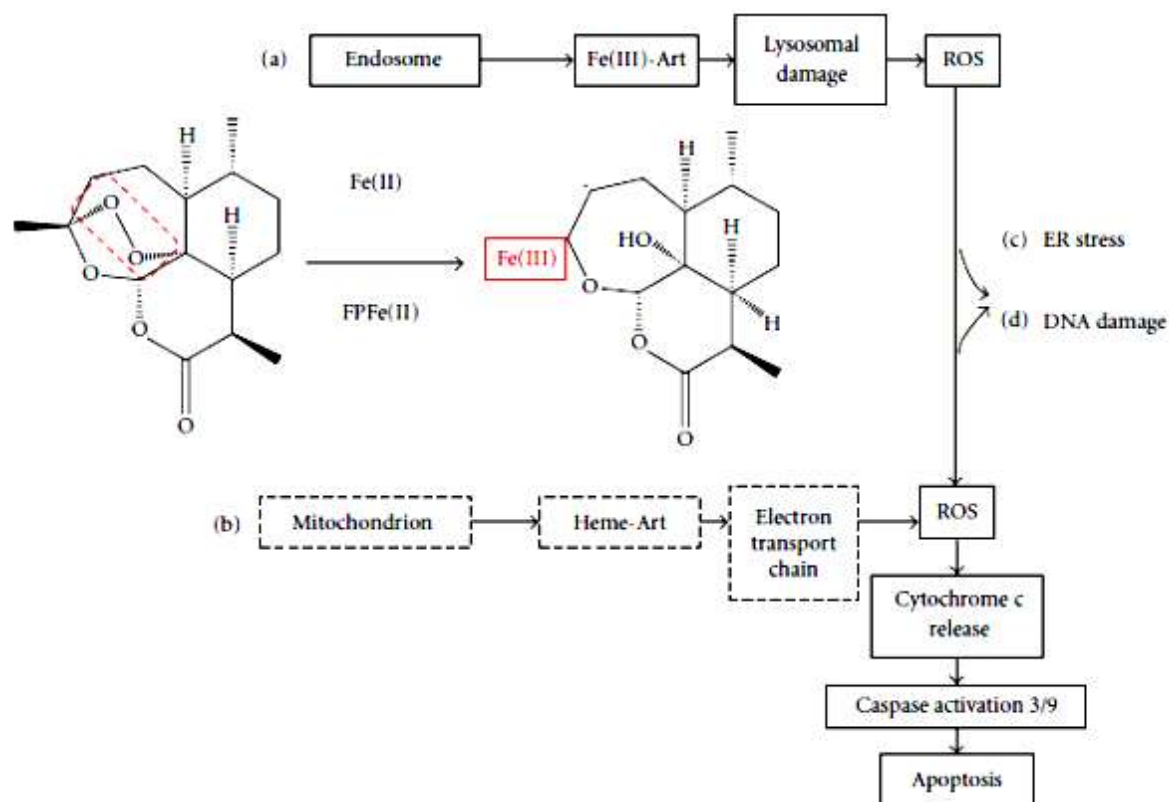 (a)
Endosome
Fe(III)-Art
Lysosomal
damage
ROS
H
H
O
O
O
O
O
Fe(II)
FPFe(II)
H
H
HO
Fe(III)
O
O
H
O
(c) ER stress
(d) DNA damage
(b)
Mitochondrion
Heme-Art
Electron
transport
chain
ROS
Cytochrome c
release
Caspase activation 3/9
Apoptosis